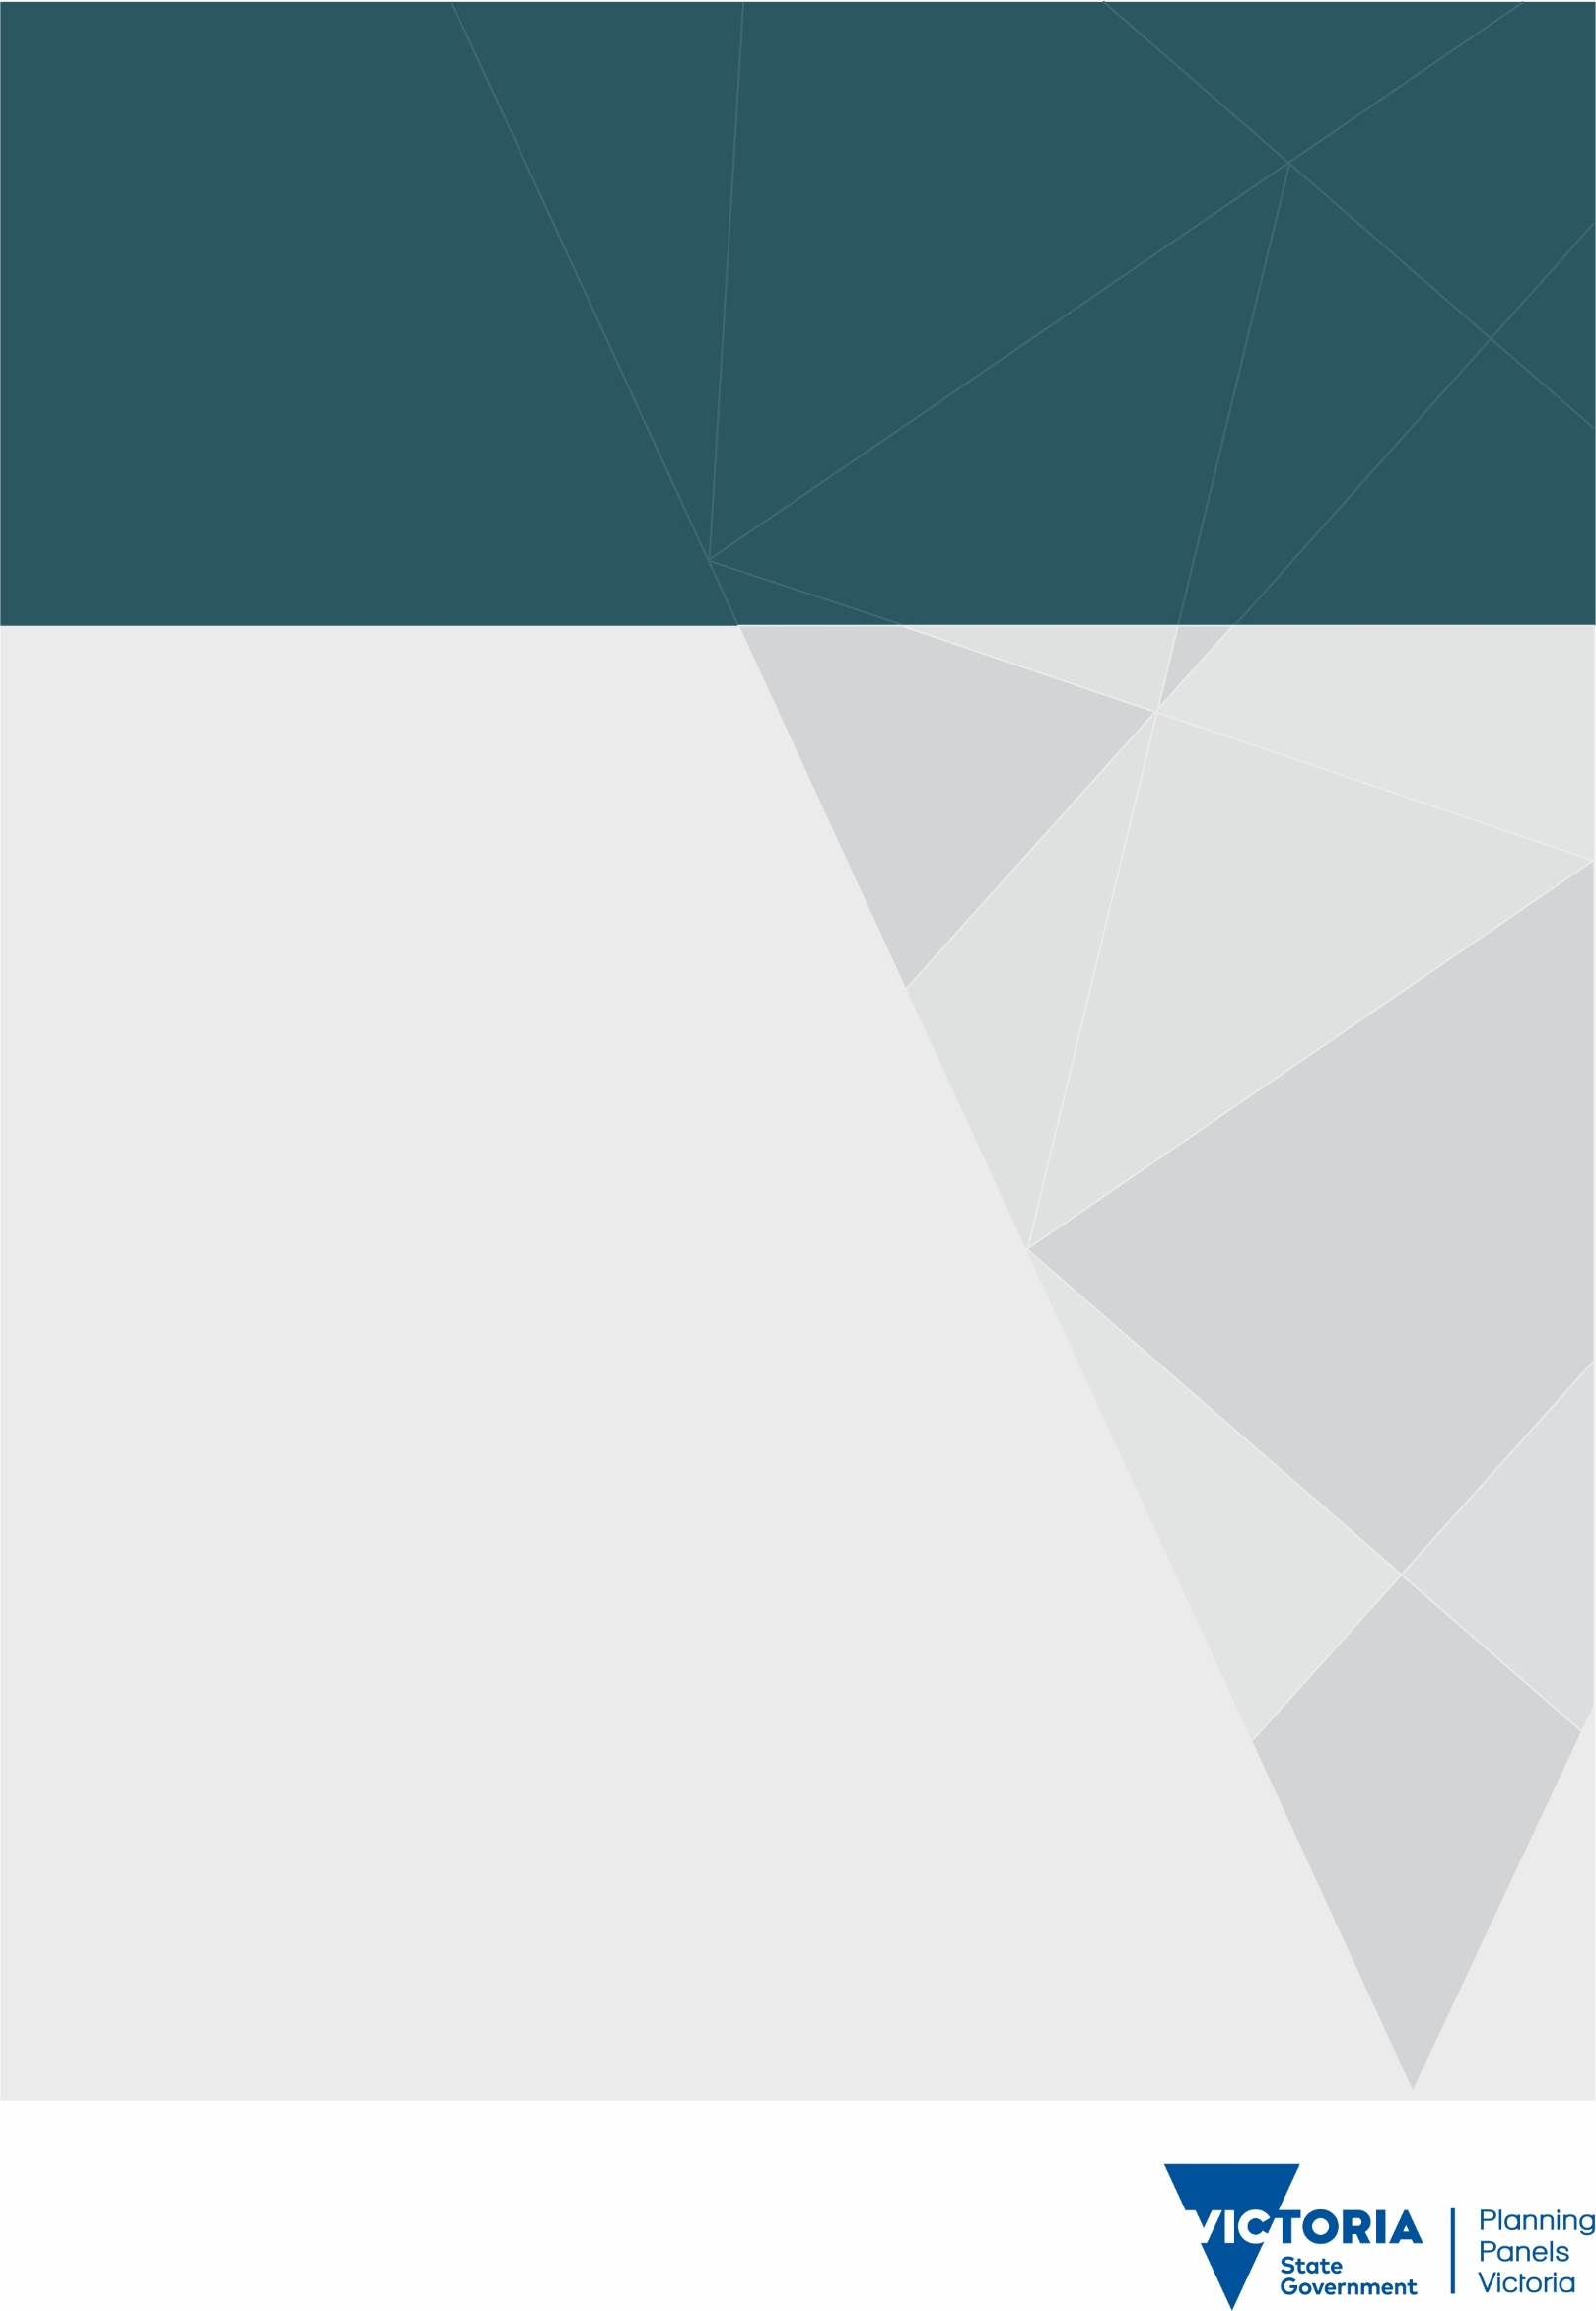 VICTORIA
State
Government
Planning
Panels
Victoria